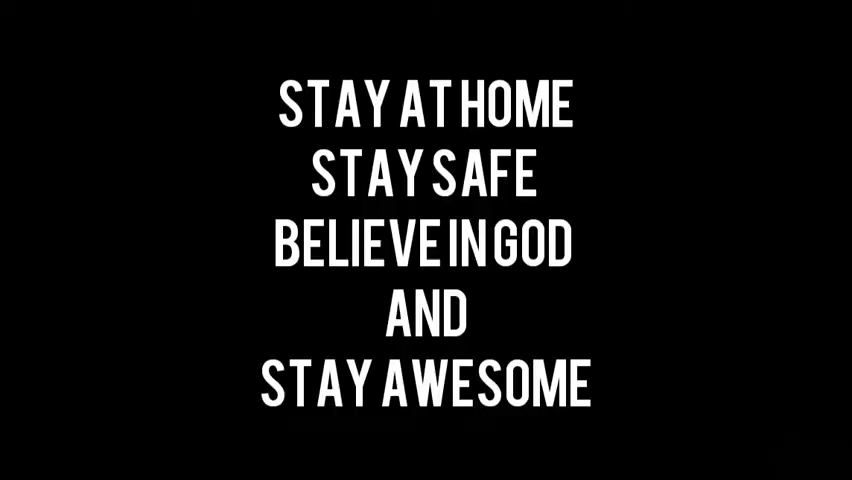 STAY AT HOME
STAY SAFE
BELIEVE IN GOD
AND
STAY AWESOME